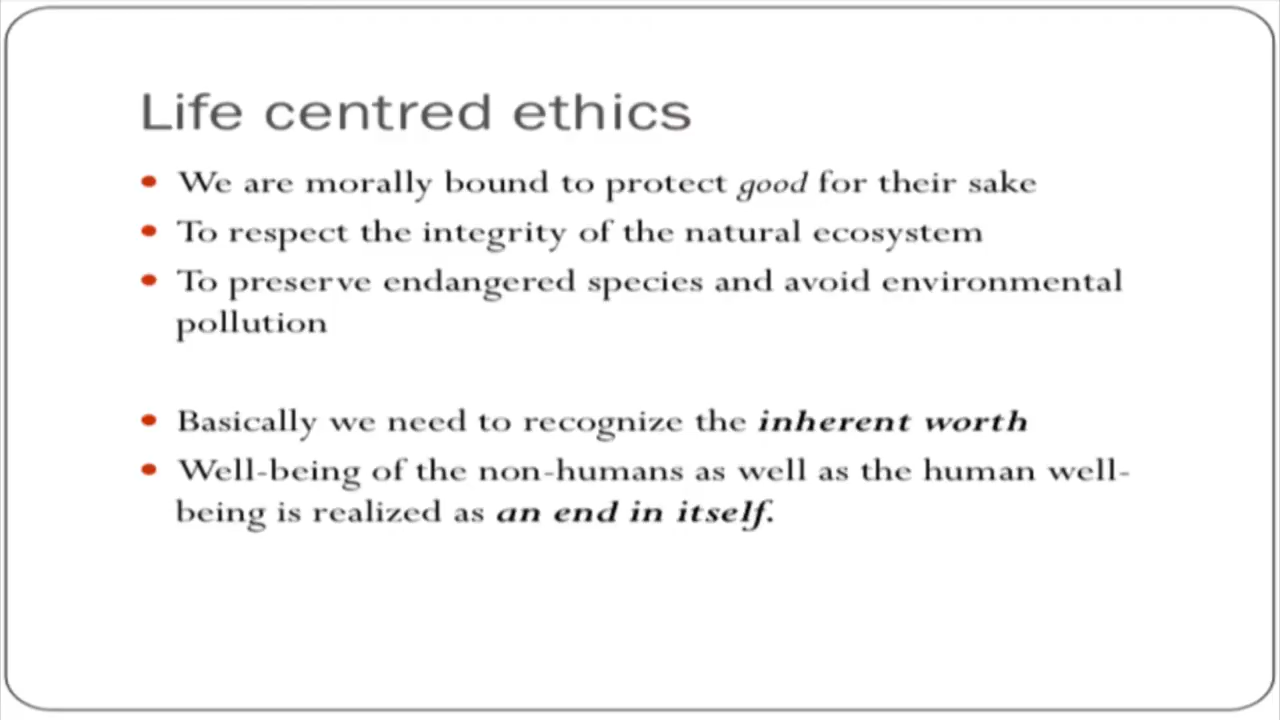 Life centred ethics
We are morally bound to protect good for their sake
To respect the integrity of the natural ecosystem
To preserve endangered species and avoid environmental
pollution
Basically we need to recognize the inherent worth
Well-being of the non-humans as well as the human well-
being is realized as an end in itself.